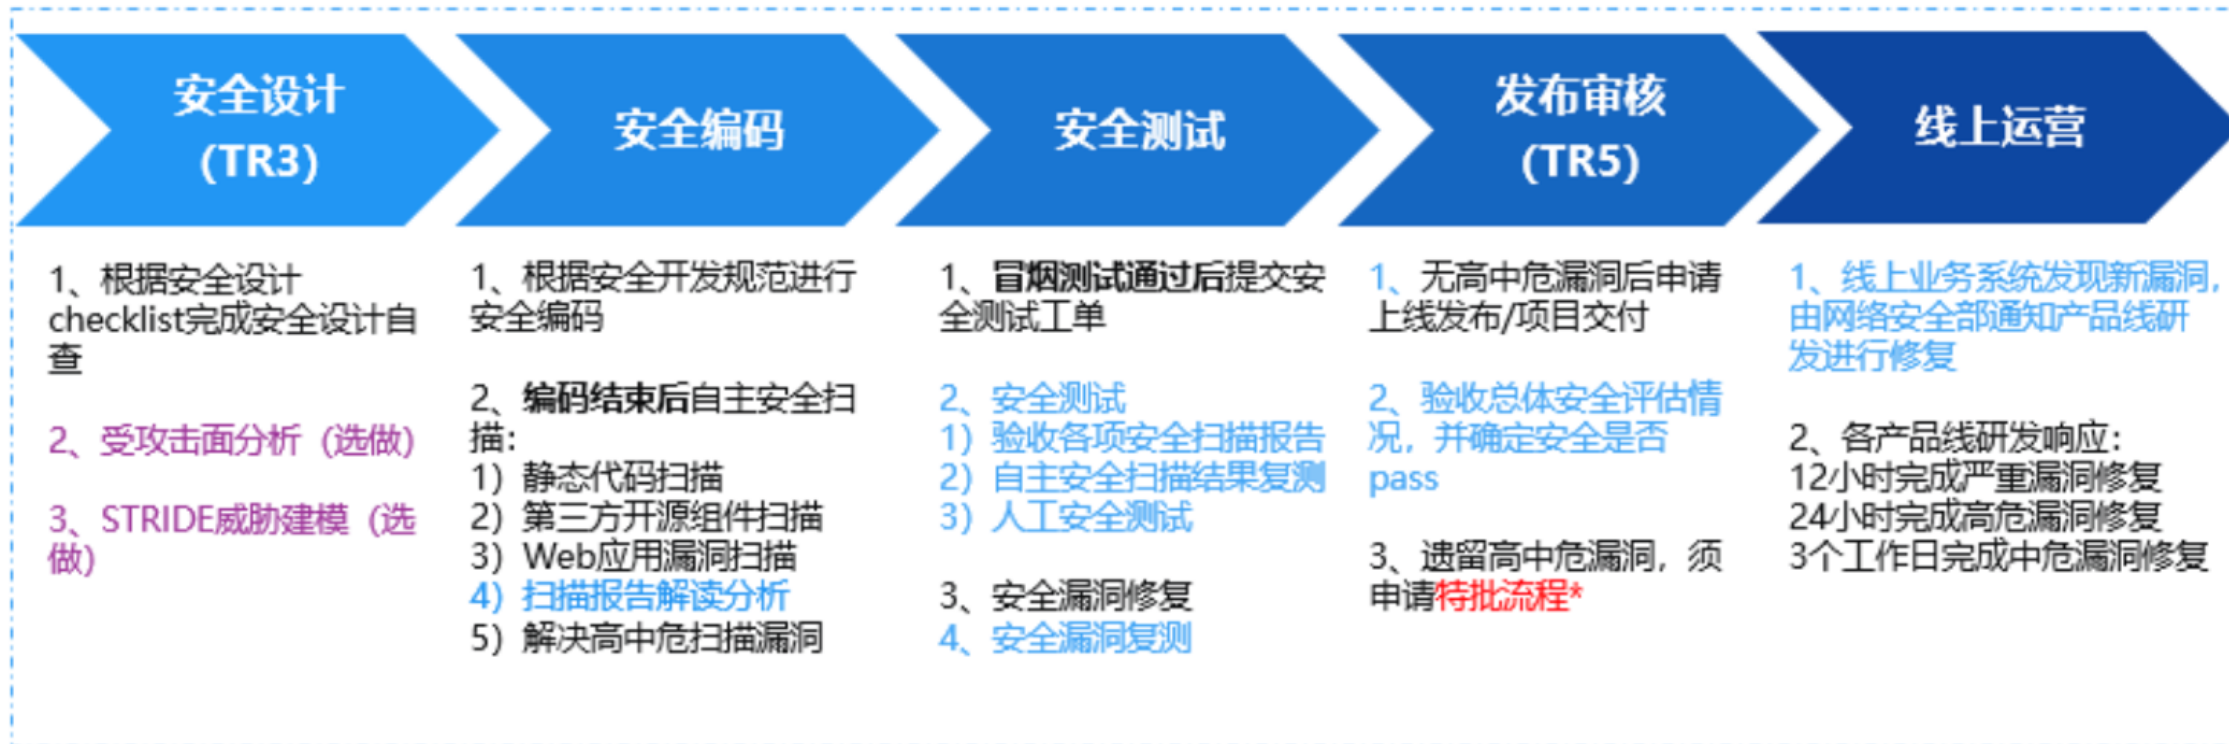 安全设计
(TR3)
安全编码
安全测试
发布审核
(TR5)
线上运营
1、根据安全设计
checklist完成安全设计自
查
2、受攻击面分析（选做）
3、STRIDE威胁建模（选
做）
1、根据安全开发规范进行
安全编码
2、编码结束后自主安全扫
描：
1）静态代码扫描
2）第三方开源组件扫描
3）Web应用漏洞扫描
4）扫描报告解读分析
5）解决高中危扫描漏洞
1、冒烟测试通过后提交安
全测试工单
2、安全测试
1）验收各项安全扫描报告
2）自主安全扫描结果复测
3）人工安全测试
3、安全漏洞修复
4、安全漏洞复测
1、无高中危漏洞后申请
上线发布/项目交付
2、验收总体安全评估情
况，并确定安全是否
pass
3、遗留高中危漏洞，须
申请特批流程*
1、线上业务系统发现新漏洞，
由网络安全部通知产品线研
发进行修复
2、各产品线研发响应：
12小时完成严重漏洞修复
24小时完成高危漏洞修复
3个工作日完成中危漏洞修复